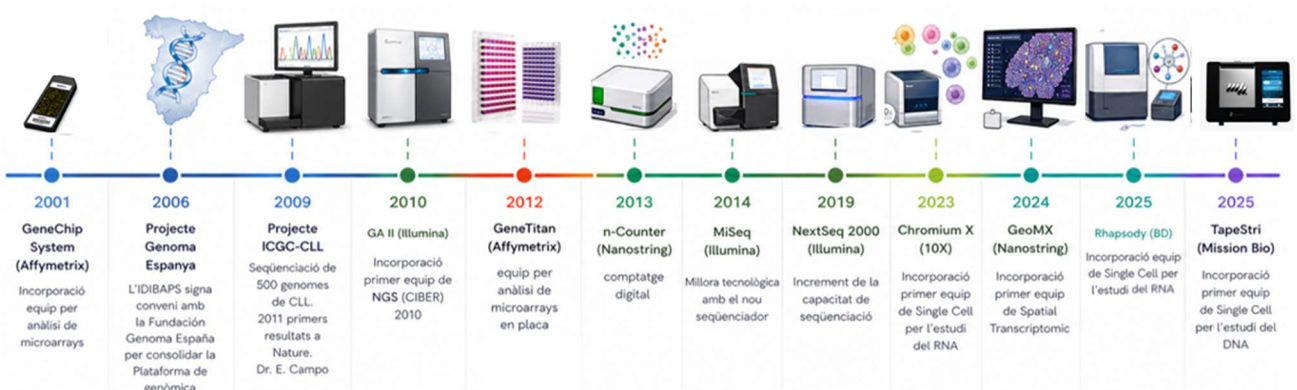 2001
GeneChip
System
(Affymetrix)
Incorporació
equip per
anàlisi de
microarrays
2006
Projecte
Genoma
Espanya
L'IDIBAPS signa
conveni amb
la Fundación
Genoma España
per consolidar la
Plataforma de
genòmica
2009
Projecte
ICGC-CLL
Seqüenciació de
500 genomes
de CLL.
2011 primers
resultats a
Nature.
Dr. E. Campo
2010
GA II (Illumina)
Incorporació
primer equip de
NGS (CIBER)
2010
2012
GeneTitan
(Affymetrix)
equip per
anàlisi de
microarrays
en placa
2013
n-Counter
(Nanostring)
comptatge
digital
2014
MiSeq
(Illumina)
Millora tecnològica
amb el nou
seqüenciador
2019
NextSeq 2000
(Illumina)
Increment de la
capacitat de
seqüenciació
2023
Chromium X
(10X)
Incorporació
primer equip
de Single Cell
per l'estudi
del RNA
2024
GeoMX
(Nanostring)
Incorporació
primer equip
de Spatial
Transcriptomic
2025
Rhapsody (BD)
Incorporació equip
de Single Cell per
l'estudi del RNA
2025
TapeStri
(Mission Bio)
Incorporació
primer equip
de Single Cell
per l'estudi del
DNA